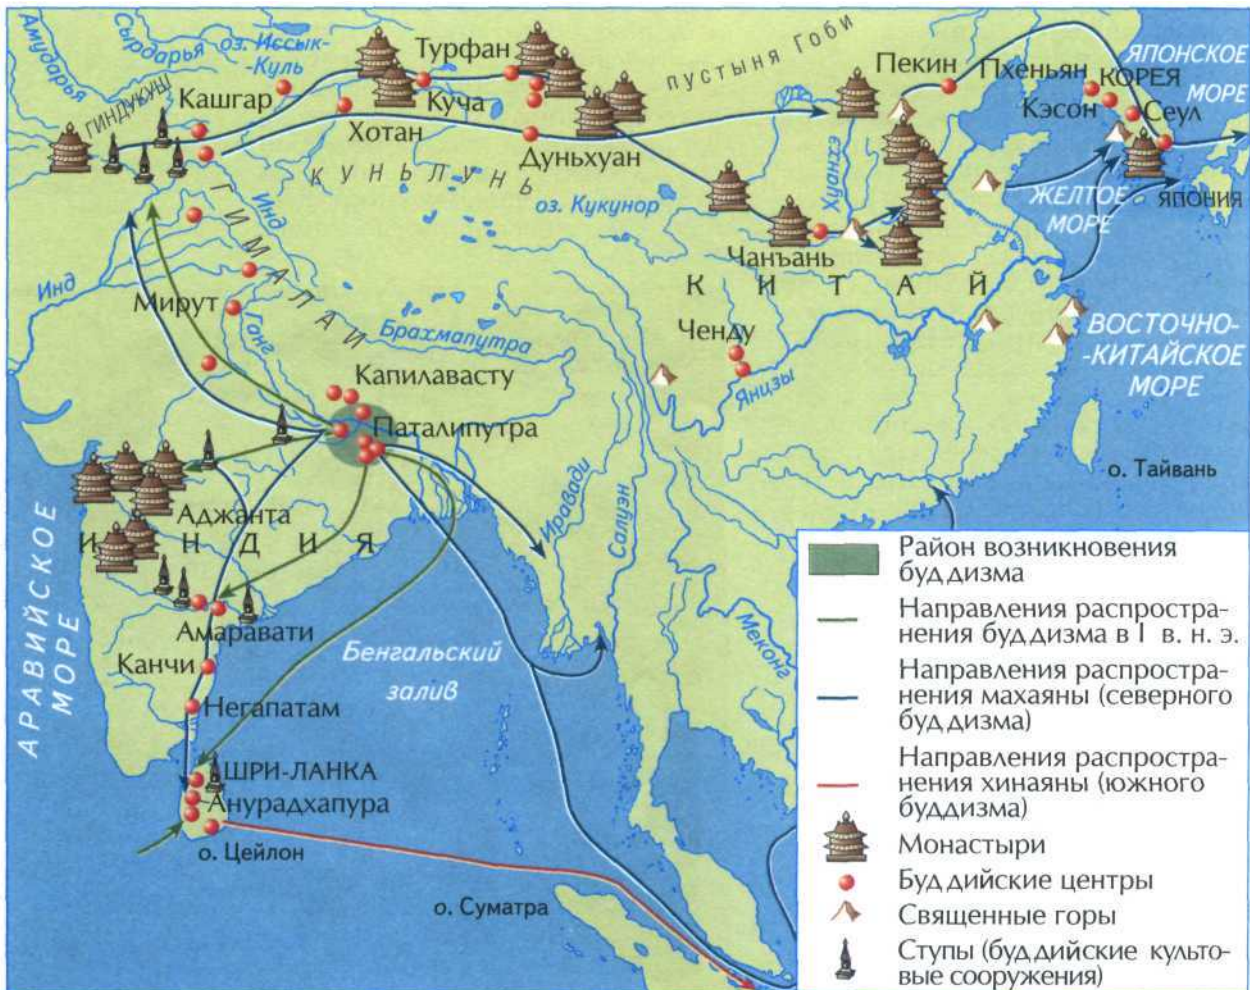 Амударья
Сырдарья
оз. Иссык-
-Куль
ГИНДУКУШ
Кашгар
Турфан
Куча
Хотан
Дуньхуан
пустыня Гоби
Пекин
Пхеньян
КОРЕЯ
Кэсон
Сеул
ЯПОНСКОЕ
МОРЕ
КУНЬЛУНЬ
оз. Кукунор
Хуанхэ
Чанъань
ЖЕЛТОЕ
МОРЕ
ЯПОНИЯ
Инд
ГИМАЛАИ
Инд
Мирут
Ганг
Брахмапутра
КИТАЙ
Ченду
Янцзы
ВОСТОЧНО-
-КИТАЙСКОЕ
МОРЕ
Капилавасту
Паталипутра
о. Тайвань
Аджанта
ИНДИЯ
Иравади
Салуэн
Меконг
АРАВИЙСКОЕ
МОРЕ
Амаравати
Канчи
Негапатам
Бенгальский
залив
ШРИ-ЛАНКА
Анурадхапура
о. Цейлон
о. Суматра
Район возникновения
буддизма
Направления распростра-
нения буддизма в I в. н. э.
Направления распростра-
нения махаяны (северного
буддизма)
Направления распростра-
нения хинаяны (южного
буддизма)
Монастыри
Буддийские центры
Священные горы
Ступы (буддийские культо-
вые сооружения)